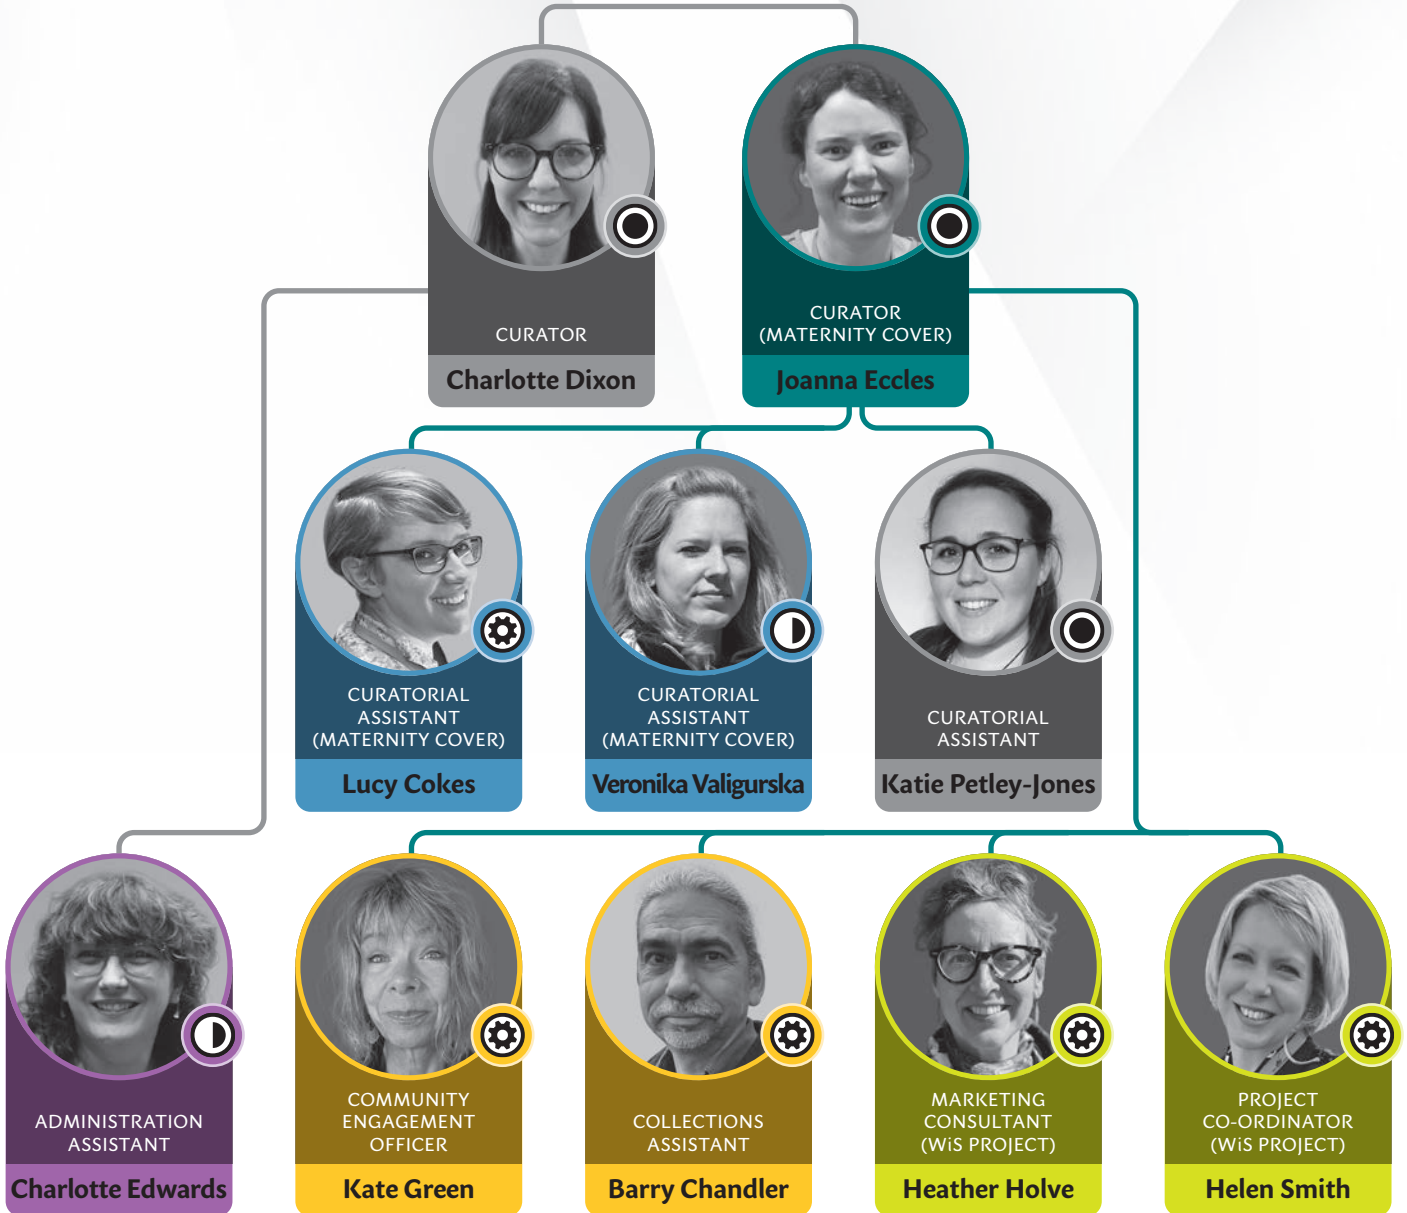 CURATOR
Charlotte Dixon
CURATOR
(MATERNITY COVER)
Joanna Eccles
CURATORIAL
ASSISTANT
(MATERNITY COVER)
Lucy Cokes
CURATORIAL
ASSISTANT
(MATERNITY COVER)
Veronika Valigurska
CURATORIAL
ASSISTANT
Katie Petley-Jones
ADMINISTRATION
ASSISTANT
Charlotte Edwards
COMMUNITY
ENGAGEMENT
OFFICER
Kate Green
COLLECTIONS
ASSISTANT
Barry Chandler
MARKETING
CONSULTANT
(WiS PROJECT)
Heather Holve
PROJECT
CO-ORDINATOR
(WiS PROJECT)
Helen Smith